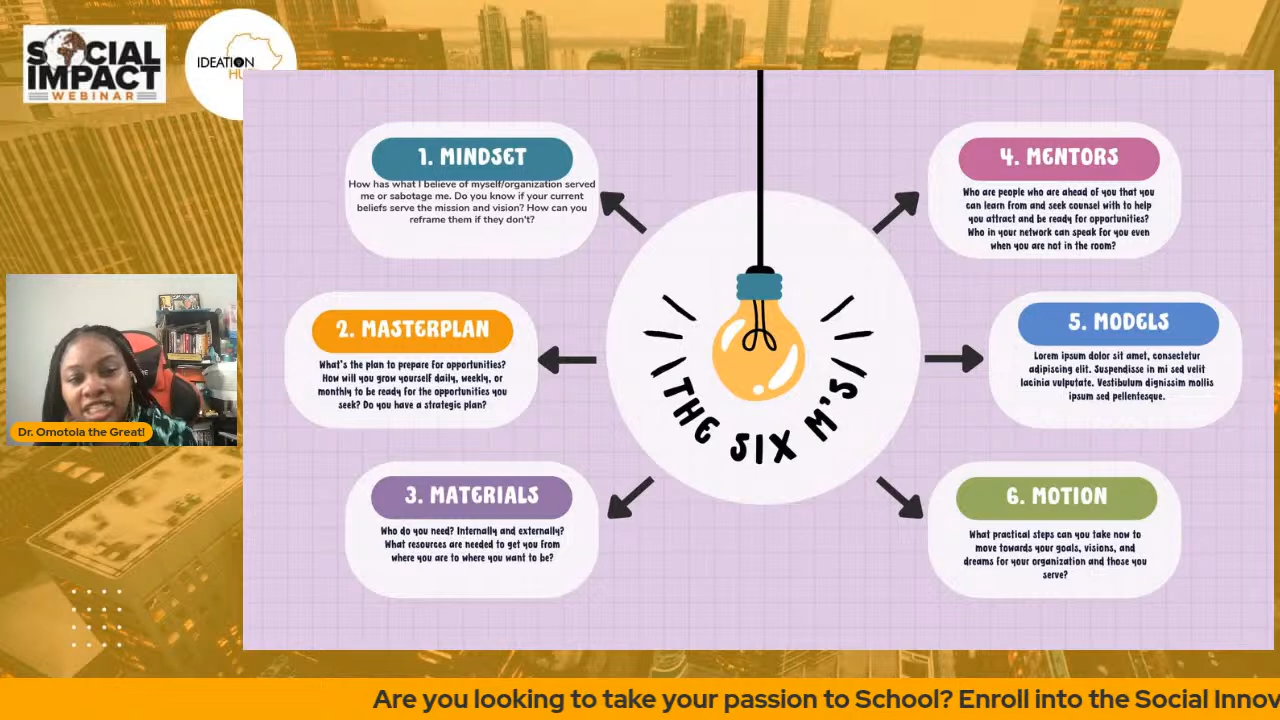 SOCIAL
IMPACT
WEBINAR
IDEATION
HU
1. MINDSET
How has what I believe of myself/organization served
me or sabotage me. Do you know if your current
beliefs serve the mission and vision? How can you
reframe them if they don't?
2. MASTERPLAN
What's the plan to prepare for opportunities?
How will you grow yourself daily, weekly, or
monthly to be ready for the opportunities you
seek? Do you have a strategic plan?
3. MATERIALS
Who do you need? Internally and externally?
What resources are needed to get you from
where you are to where you want to be?
THE SIX M'S
4. MENTORS
Who are people who are ahead of you that you
can learn from and seek counsel with to help
you attract and be ready for opportunities?
Who in your network can speak for you even
when you are not in the room?
5. MODELS
Lorem ipsum dolor sit amet, consectetur
adipiscing elit. Suspendisse in mi sed velit
lacinia vulputate. Vestibulum dignissim mollis
ipsum sed pellentesque.
6. MOTION
What practical steps can you take now to
move towards your goals, visions, and
dreams for your organization and those you
serve?
Dr. Omotola the Great!
Are you looking to take your passion to School? Enroll into the Social Innov